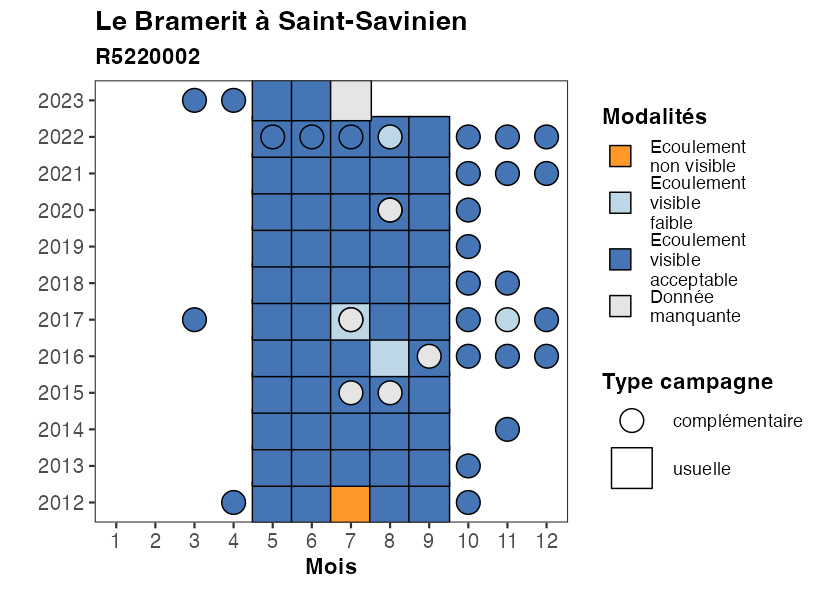 Le Bramerit à Saint-Savinien
R5220002
2023
2022
2021
2020
2019
2018
2017
2016
2015
2014
2013
2012
1 2 3 4 5 6 7 8 9 10 11 12
Mois
Modalités
Ecoulement
non visible
Ecoulement
visible
faible
Ecoulement
visible
acceptable
Donnée
manquante
Type campagne
complémentaire
usuelle